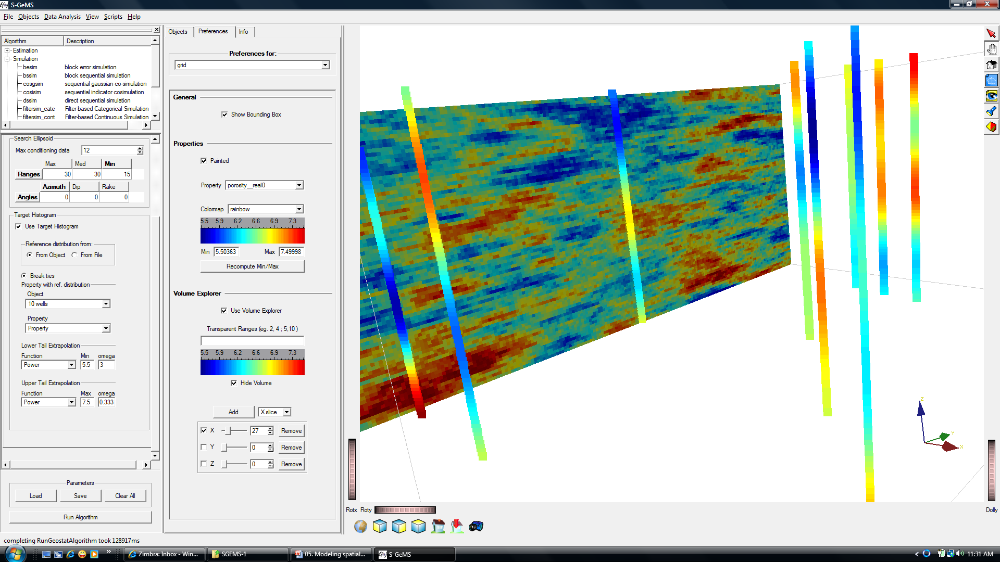 S-GeMS
File Objects Data Analysis View Scripts Help
Algorithm Description
Estimation
Simulation
besim block error simulation
bssim block sequential simulation
cosgsim sequential gaussian co-simulation
cosisim sequential indicator cosimulation
dssim direct sequential simulation
filtersim_cate Filter-based Categorical Simulation
filtersim_cont Filter-based Continuous Simulation
Search Ellipsoid
Max conditioning data 12
Max Med Min
Ranges 30 30 15
Azimuth Dip Rake
Angles 0 0 0
Target Histogram
Use Target Histogram
Reference distribution from:
From Object From File
Break ties
Property with ref. distribution
Object
10 wells
Property
Property
Lower Tail Extrapolation
Function Min omega
Power 5.5 3
Upper Tail Extrapolation
Function Max omega
Power 7.5 0.333
Parameters
Load Save Clear All
Run Algorithm
completing RunGeostatAlgorithm took 128917ms
Objects Preferences Info
Preferences for:
grid
General
Show Bounding Box
Properties
Painted
Property porosity__real0
Colormap rainbow
5.5 5.9 6.2 6.6 6.9 7.3
Min 5.50363 Max 7.49998
Recompute Min/Max
Volume Explorer
Use Volume Explorer
Transparent Ranges (eg. 2, 4 ; 5,10 )
5.5 5.9 6.2 6.6 6.9 7.3
Hide Volume
Add X slice
X 27 Remove
Y 0 Remove
Z 0 Remove
Z
Y
X
Rotx Roty
Dolly
Zimbra: Inbox - Win... SGEMS-1 05. Modeling spatial... S-GeMS 11:31 AM